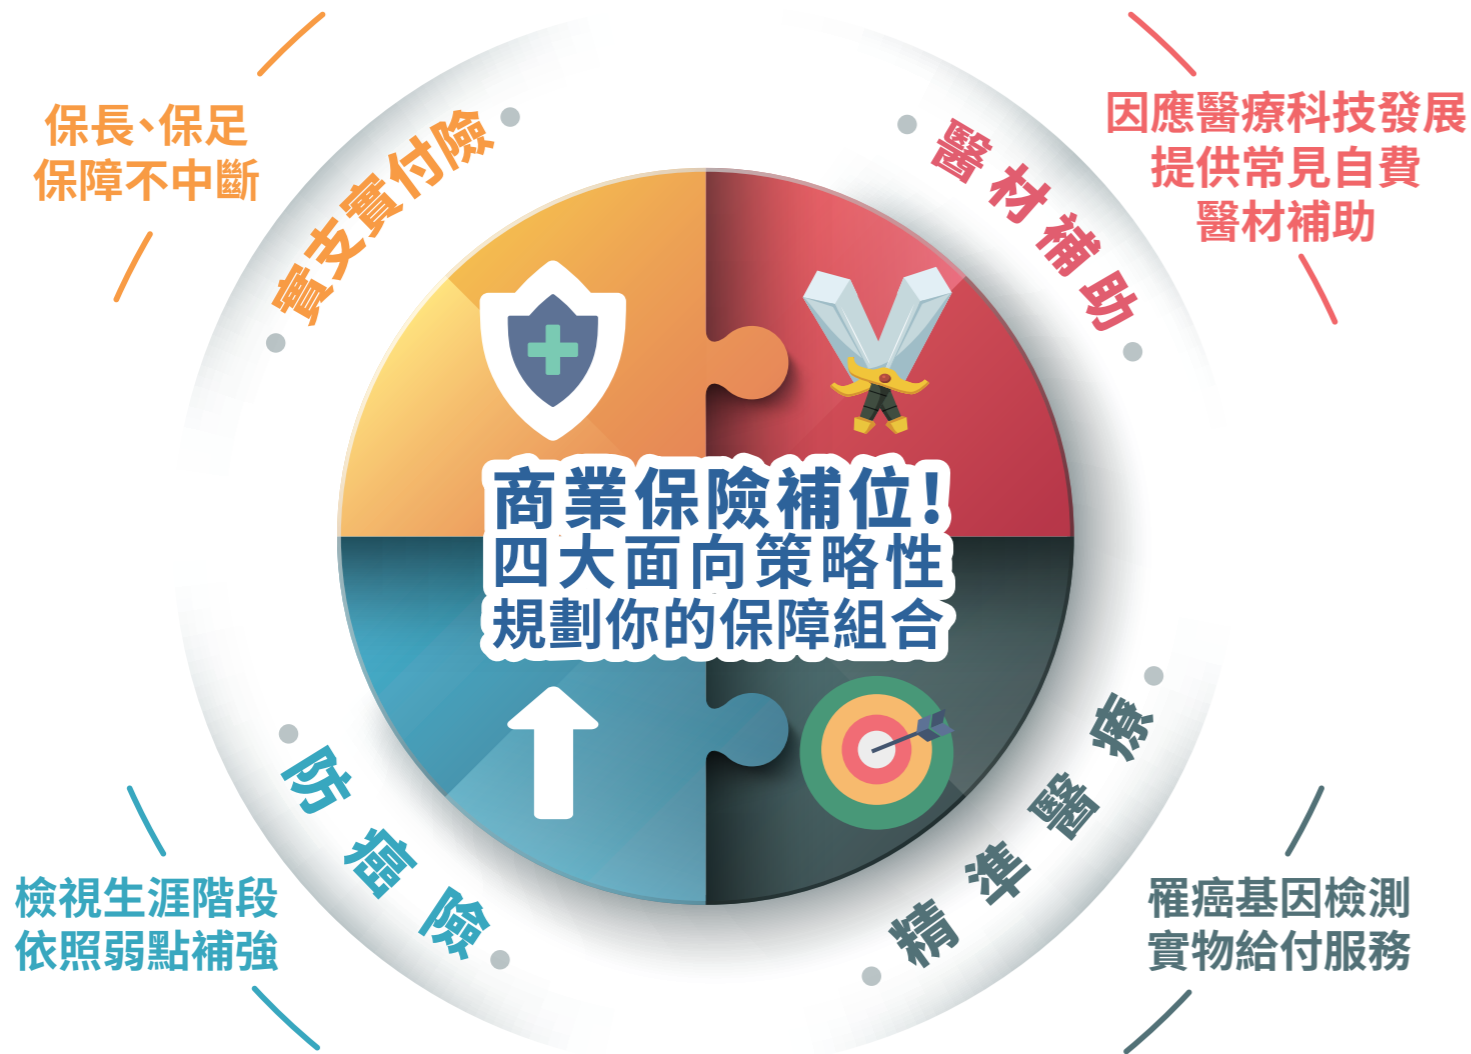 保長、保足
保障不中斷
實支實付險
醫材補助
因應醫療科技發展
提供常見自費
醫材補助
商業保險補位!
四大面向策略性
規劃你的保障組合
防癌險
檢視生涯階段
依照弱點補強
精準醫療
罹癌基因檢測
實物給付服務